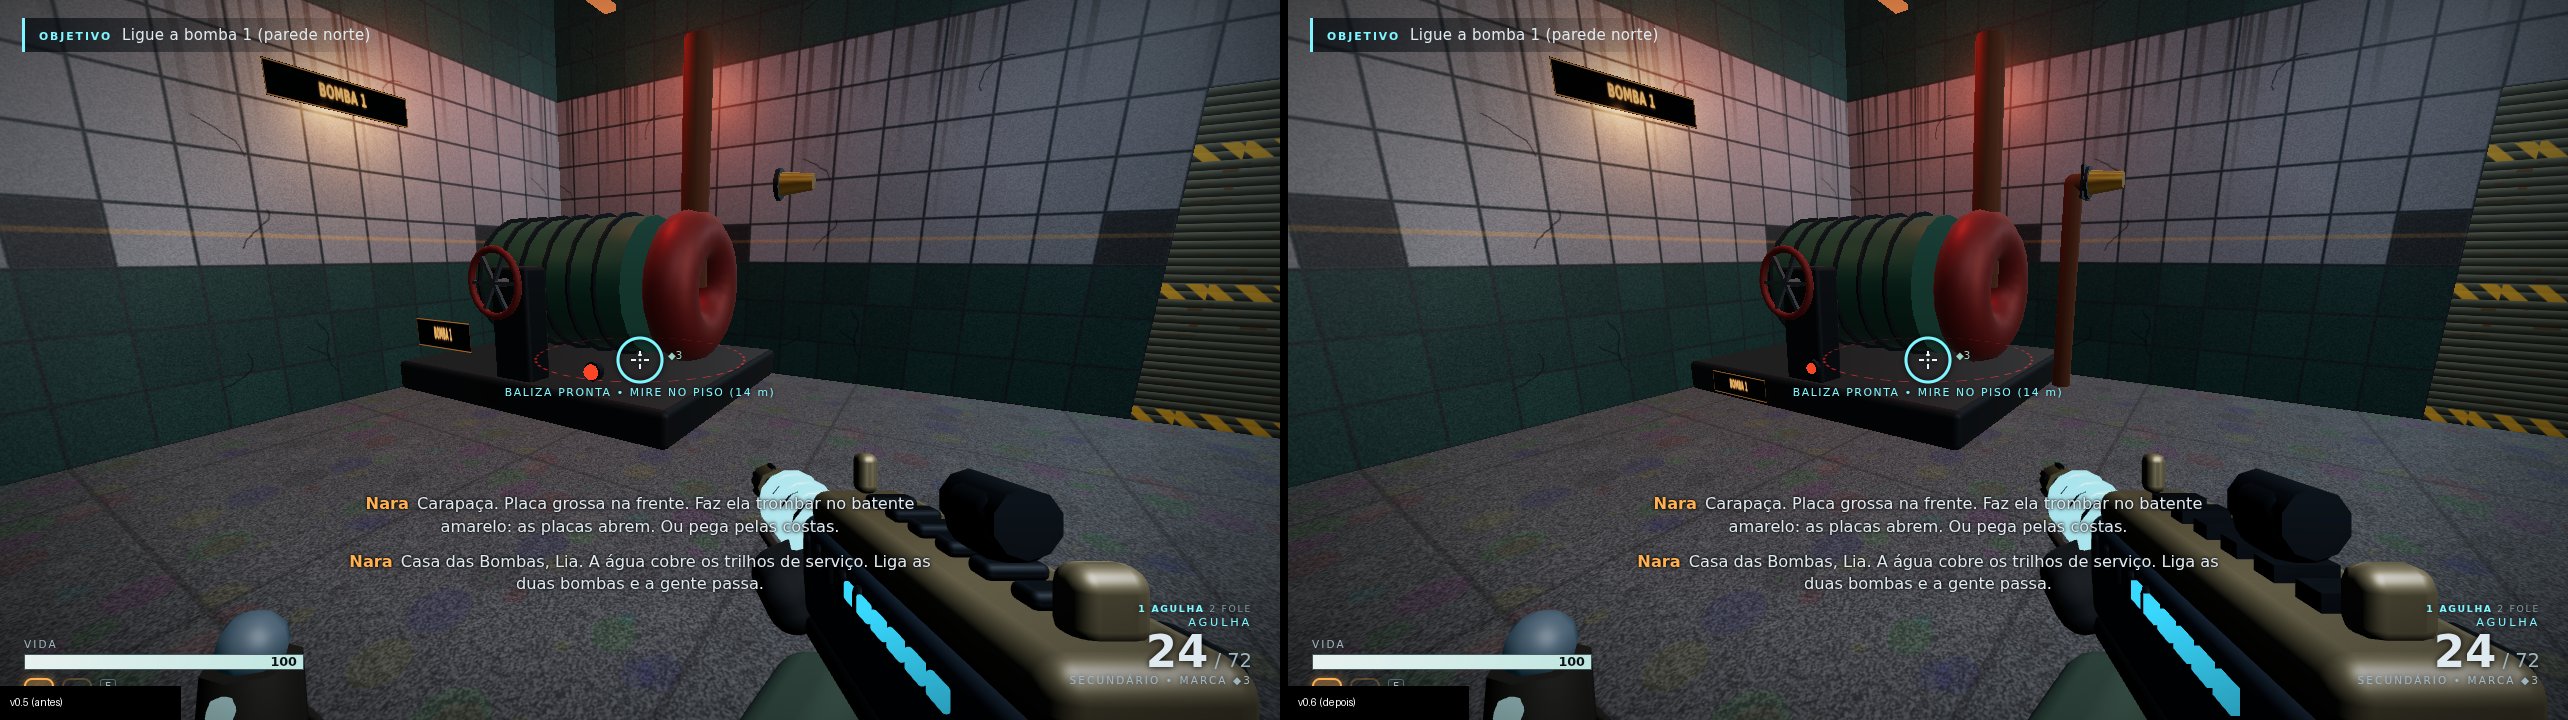 OBJETIVO Ligue a bomba 1 (parede norte)
BOMBA 1
BOMBA 1
◆3
BALIZA PRONTA • MIRE NO PISO (14 m)
Nara Carapaça. Placa grossa na frente. Faz ela trombar no batente
amarelo: as placas abrem. Ou pega pelas costas.
Nara Casa das Bombas, Lia. A água cobre os trilhos de serviço. Liga as
duas bombas e a gente passa.
1 AGULHA 2 FOLE
AGULHA
24 / 72
SECUNDÁRIO • MARCA ◆3
VIDA
100
v0.5 (antes)
OBJETIVO Ligue a bomba 1 (parede norte)
BOMBA 1
BOMBA 1
◆3
BALIZA PRONTA • MIRE NO PISO (14 m)
Nara Carapaça. Placa grossa na frente. Faz ela trombar no batente
amarelo: as placas abrem. Ou pega pelas costas.
Nara Casa das Bombas, Lia. A água cobre os trilhos de serviço. Liga as
duas bombas e a gente passa.
1 AGULHA 2 FOLE
AGULHA
24 / 72
SECUNDÁRIO • MARCA ◆3
VIDA
100
v0.6 (depois)